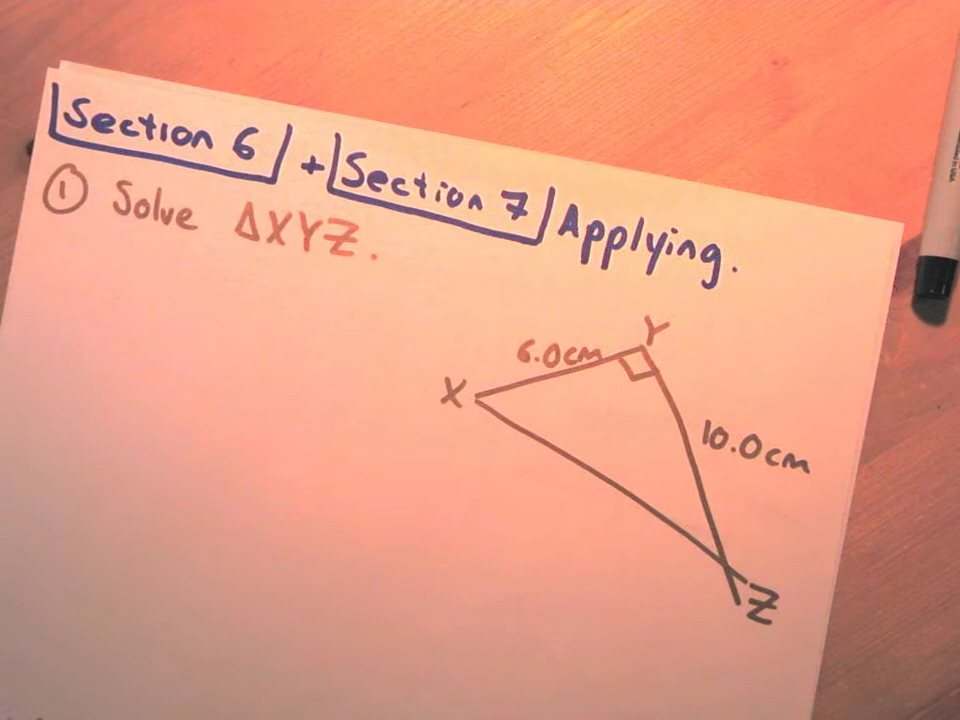 Section 6 + Section 7 Applying.
① Solve ΔXYZ.
Y
6.0cm
X
10.0cm
Z